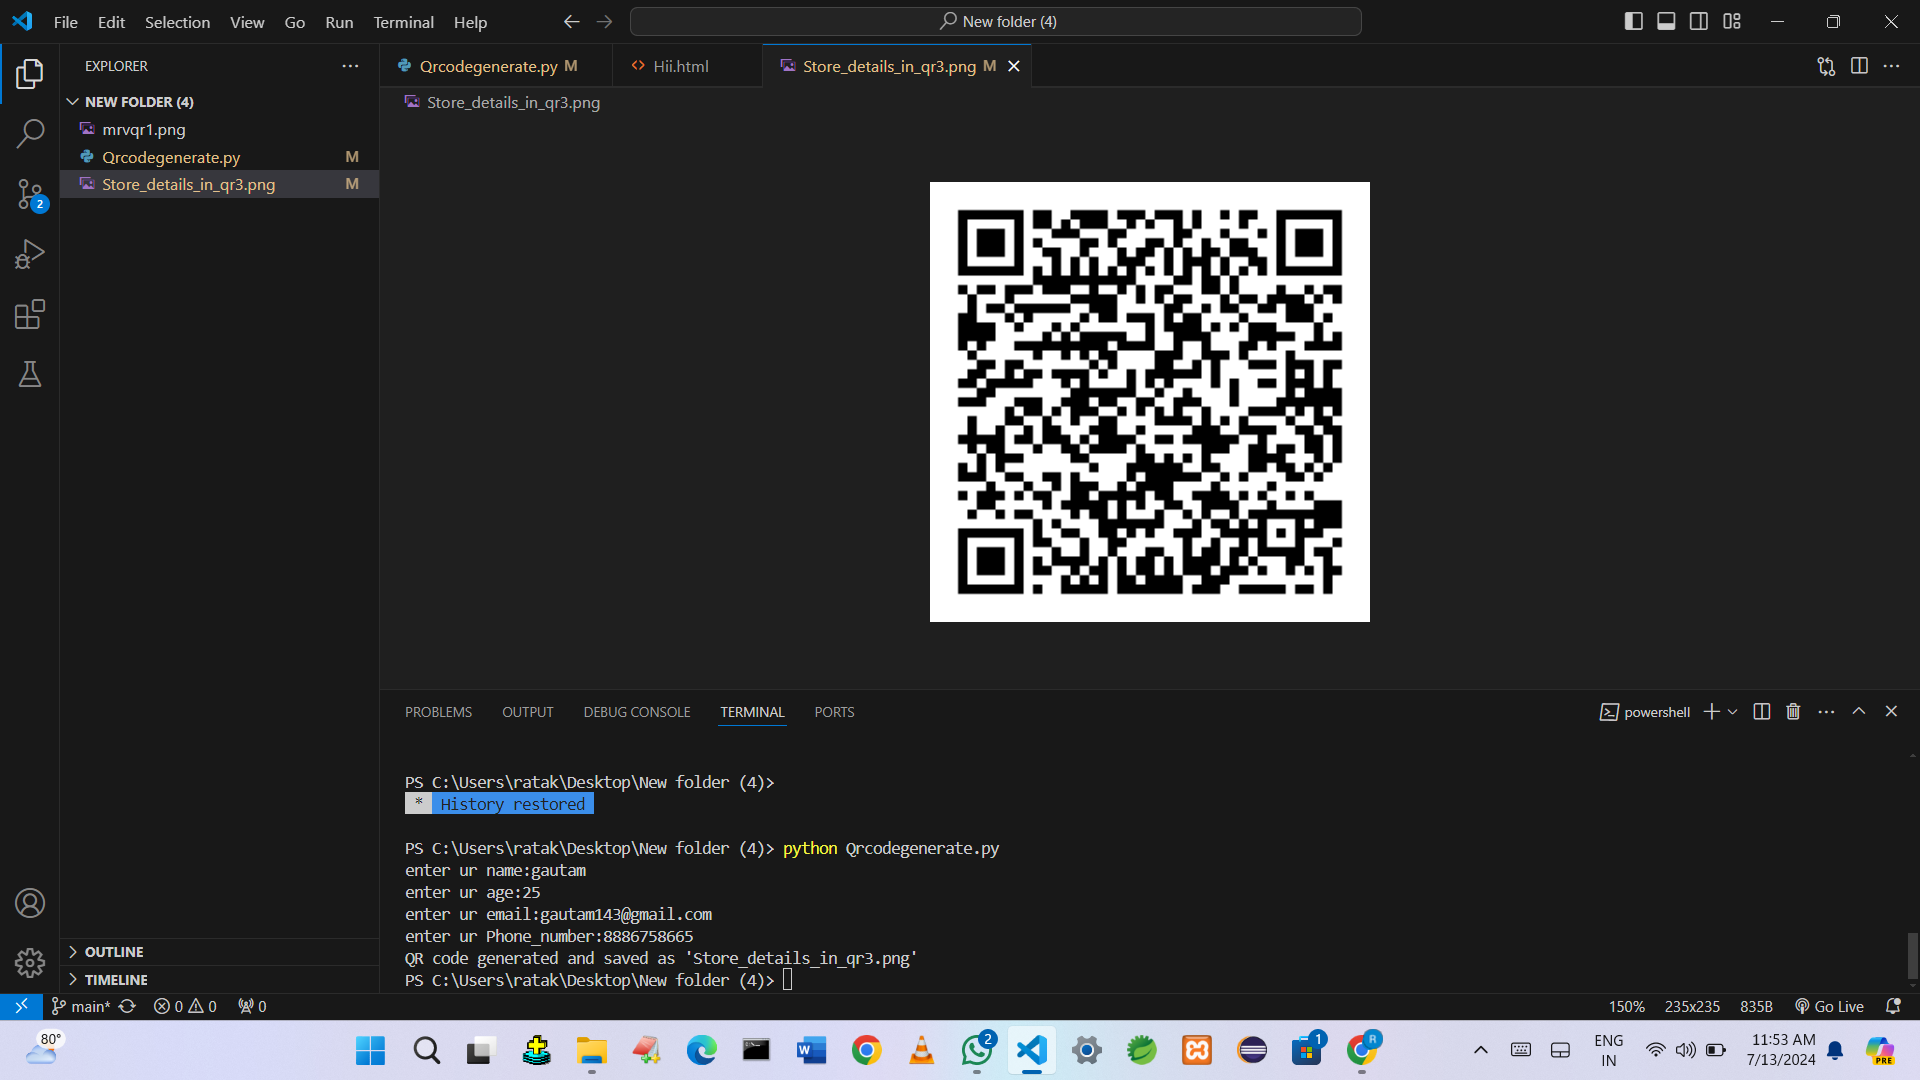 File Edit Selection View Go Run Terminal Help
New folder (4)
EXPLORER
NEW FOLDER (4)
mrvqr1.png
Qrcodegenerate.py M
Store_details_in_qr3.png M
2
OUTLINE
TIMELINE
Qrcodegenerate.py M
Hii.html
Store_details_in_qr3.png M
Store_details_in_qr3.png
PROBLEMS OUTPUT DEBUG CONSOLE TERMINAL PORTS
powershell
PS C:\Users\ratak\Desktop\New folder (4)>
* History restored
PS C:\Users\ratak\Desktop\New folder (4)> python Qrcodegenerate.py
enter ur name:gautam
enter ur age:25
enter ur email:gautam143@gmail.com
enter ur Phone_number:8886758665
QR code generated and saved as 'Store_details_in_qr3.png'
PS C:\Users\ratak\Desktop\New folder (4)>
main* 0 0 0
150% 235x235 835B Go Live
80°
2
1
R
ENG
IN
11:53 AM
7/13/2024
PRE